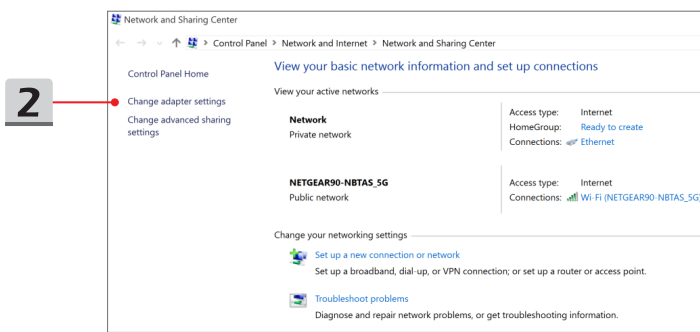 Network and Sharing Center
Control Panel > Network and Internet > Network and Sharing Center
Control Panel Home
2
Change adapter settings
Change advanced sharing
settings
View your basic network information and set up connections
View your active networks
Network
Private network
Access type: Internet
HomeGroup: Ready to create
Connections: Ethernet
NETGEAR90-NBTAS_5G
Public network
Access type: Internet
Connections: Wi-Fi (NETGEAR90-NBTAS_5G)
Change your networking settings
Set up a new connection or network
Set up a broadband, dial-up, or VPN connection; or set up a router or access point.
Troubleshoot problems
Diagnose and repair network problems, or get troubleshooting information.